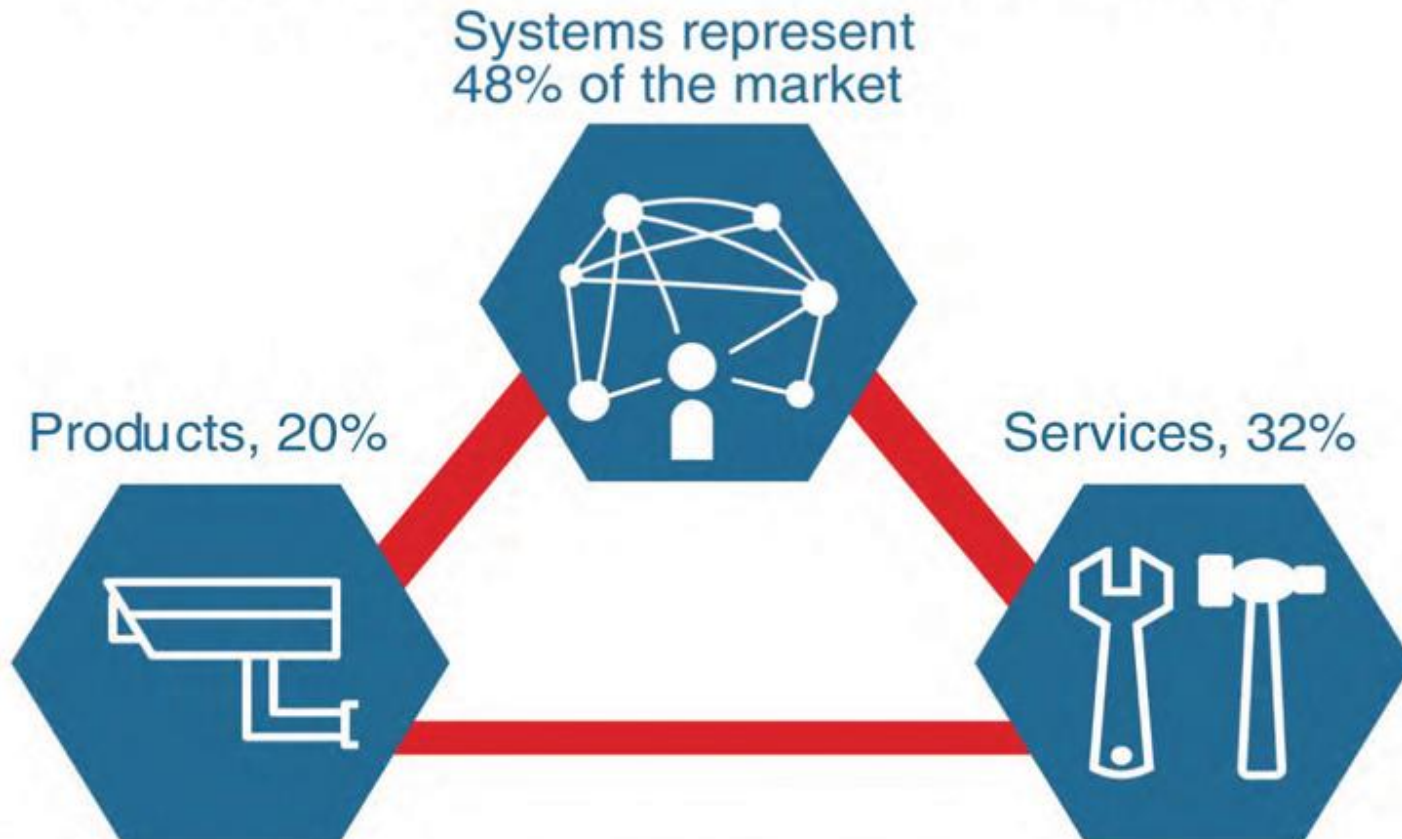 Systems represent
48% of the market
Products, 20%
Services, 32%